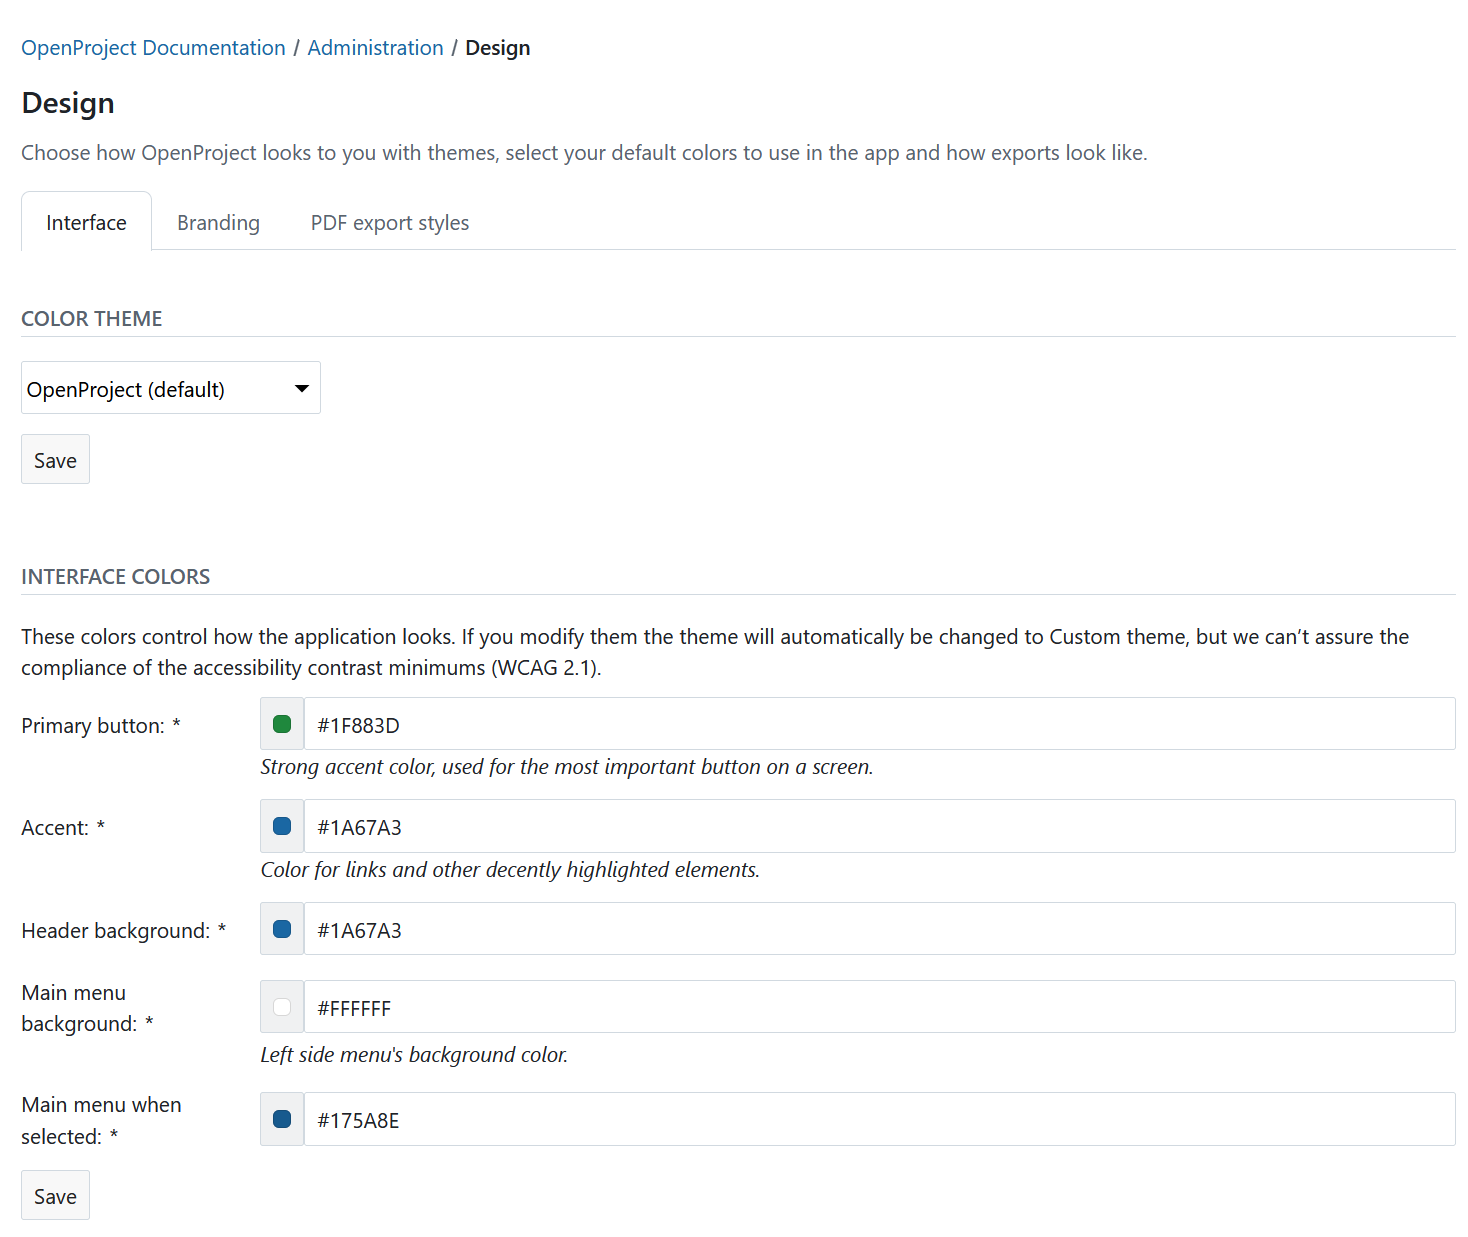 OpenProject Documentation / Administration / Design
Design
Choose how OpenProject looks to you with themes, select your default colors to use in the app and how exports look like.
Interface Branding PDF export styles
COLOR THEME
OpenProject (default)
Save
INTERFACE COLORS
These colors control how the application looks. If you modify them the theme will automatically be changed to Custom theme, but we can’t assure the
compliance of the accessibility contrast minimums (WCAG 2.1).
Primary button: * #1F883D
Strong accent color, used for the most important button on a screen.
Accent: * #1A67A3
Color for links and other decently highlighted elements.
Header background: * #1A67A3
Main menu
background: * #FFFFFF
Left side menu's background color.
Main menu when
selected: * #175A8E
Save